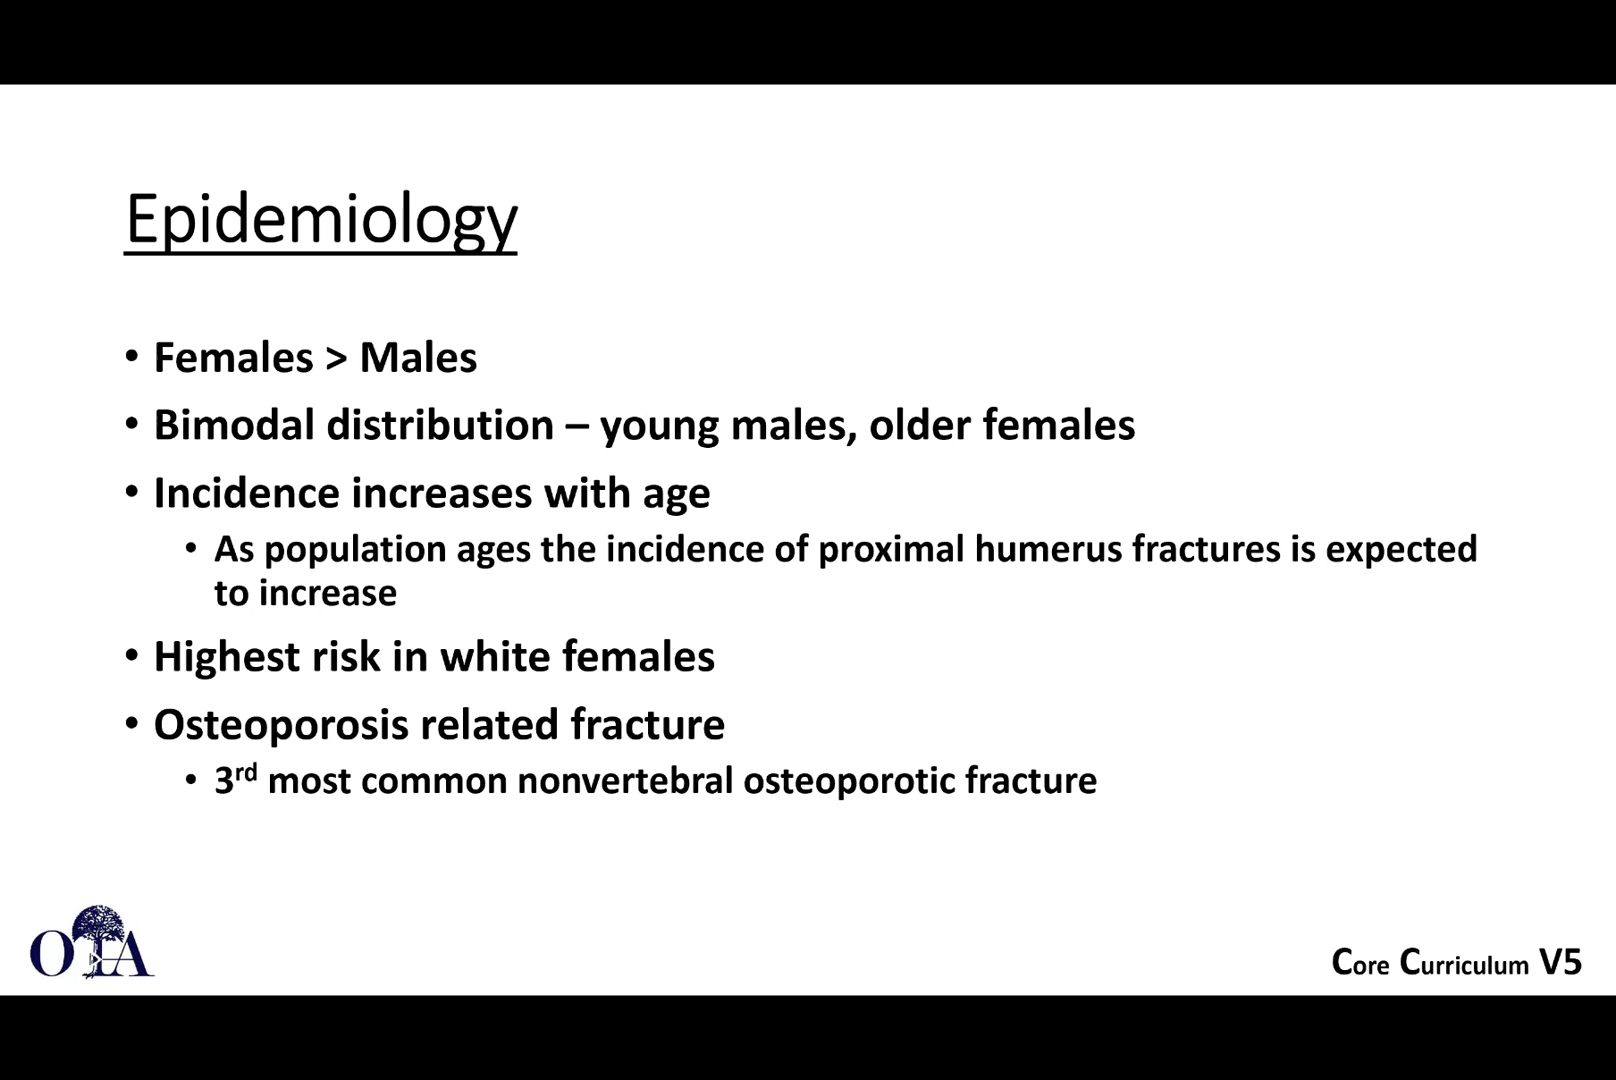 Epidemiology
• Females > Males
• Bimodal distribution – young males, older females
• Incidence increases with age
• As population ages the incidence of proximal humerus fractures is expected
to increase
• Highest risk in white females
• Osteoporosis related fracture
• 3rd most common nonvertebral osteoporotic fracture
OTA
Core Curriculum V5